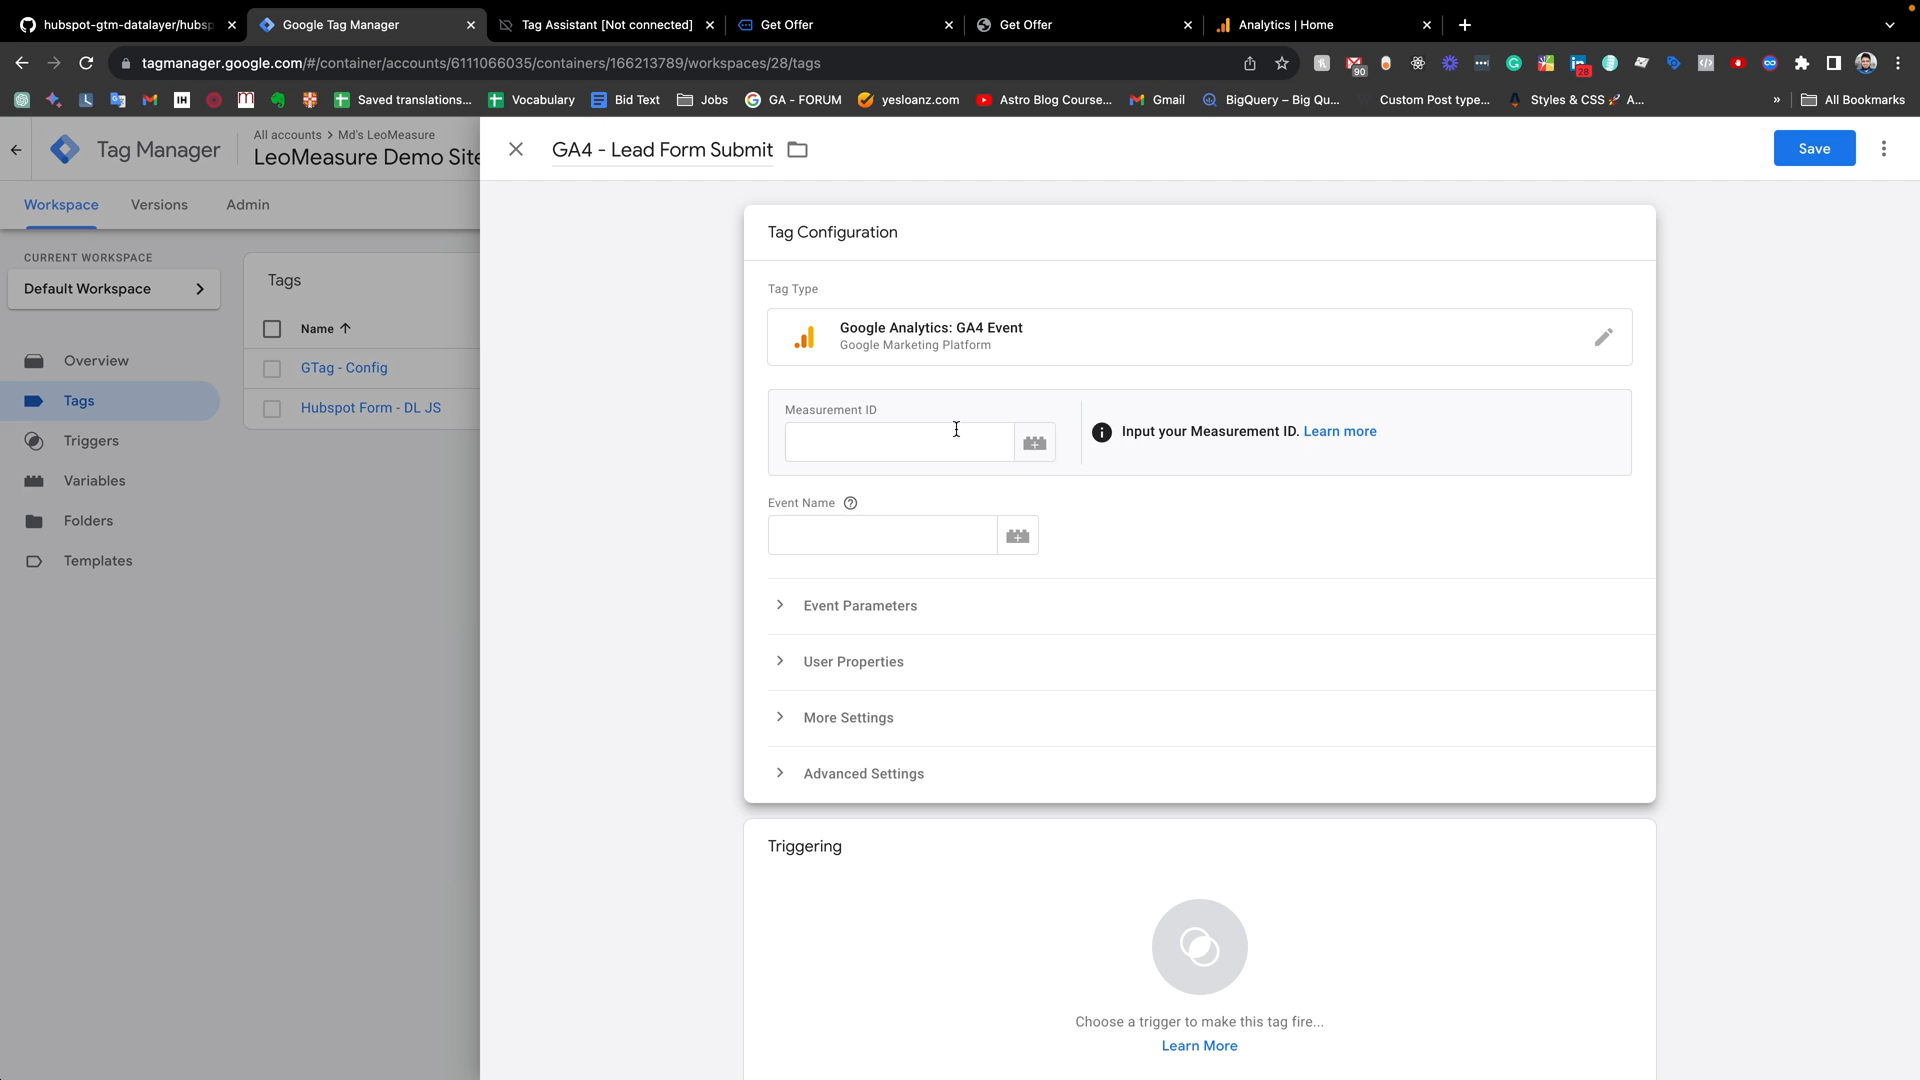 hubspot-gtm-datalayer/hubsp
Google Tag Manager
Tag Assistant [Not connected]
Get Offer
Get Offer
Analytics | Home
tagmanager.google.com/#/container/accounts/6111066035/containers/166213789/workspaces/28/tags
90
28
IH
Saved translations...
Vocabulary
Bid Text
Jobs
GA - FORUM
yesloanz.com
Astro Blog Course...
Gmail
BigQuery – Big Qu...
Custom Post type...
Styles & CSS 🚀 A...
»
All Bookmarks
Tag Manager
All accounts > Md's LeoMeasure
LeoMeasure Demo Site
GA4 - Lead Form Submit
Save
Workspace
Versions
Admin
CURRENT WORKSPACE
Default Workspace
Overview
Tags
Triggers
Variables
Folders
Templates
Tags
Name
GTag - Config
Hubspot Form - DL JS
Tag Configuration
Tag Type
Google Analytics: GA4 Event
Google Marketing Platform
Measurement ID
Input your Measurement ID. Learn more
Event Name
Event Parameters
User Properties
More Settings
Advanced Settings
Triggering
Choose a trigger to make this tag fire...
Learn More